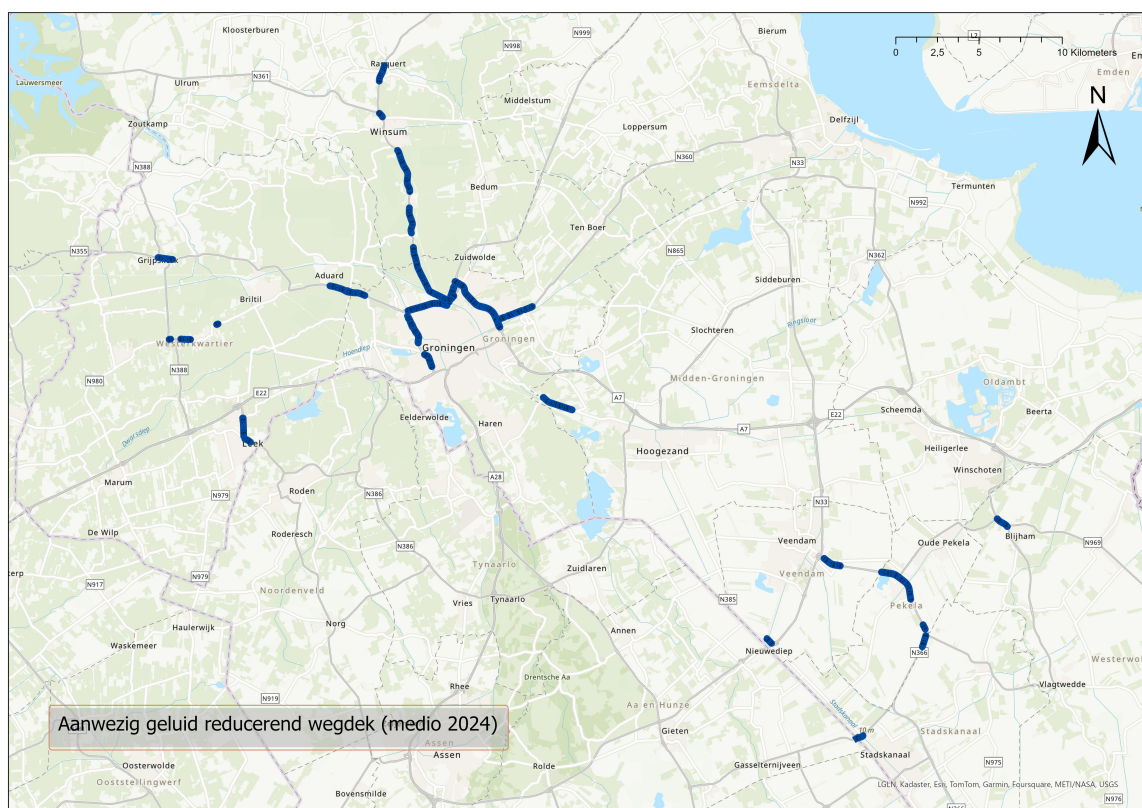 Kloosterburen
N999
Bierum
L7
N998
0 2,5 5 10 Kilometers
Emden
Lauwersmeer
Ulrum
N361
Middelstum
Eemsdelta
N
Zoutkamp
Winsum
Loppersum
Delfzijl
N388
N360
N33
Bedum
Termunten
N992
Ten Boer
N355
N865
N362
Zuidwolde
Aduard
Siddeburen
Briltil
Slochteren
Westerkwartier
Groningen
Groningen
Hoendiep
N388
N980
E22
Midden-Groningen
Oldambt
A7
Scheemda
Beerta
Eelderwolde
Haren
E22
A7
Leek
Hoogezand
Heiligerlee
Winschoten
Marum
A28
N979
Roden
N386
N33
De Wilp
Roderesch
N386
Veendam
Oude Pekela
Blijham
N969
Tynaarlo
Zuidlaren
N979
Veendam
N917
Noordenveld
Vries
Tynaarlo
N385
Pekela
Haulerwijk
Norg
Annen
Waskemeer
Nieuwediep
N366
Drentsche Aa
Rhee
Vlagtwedde
N919
Aa en Hunze
Stadskanaal
Aanwezig geluid reducerend wegdek (medio 2024)
Gieten
10 m
Stadskanaal
Assen
Assen
Stadskanaal
Oosterwolde
Rolde
Gasselternijveen
N975
Ooststellingwerf
LGLN, Kadaster, Esri, TomTom, Garmin, Foursquare, METI/NASA, USGS
Bovensmilde
N976